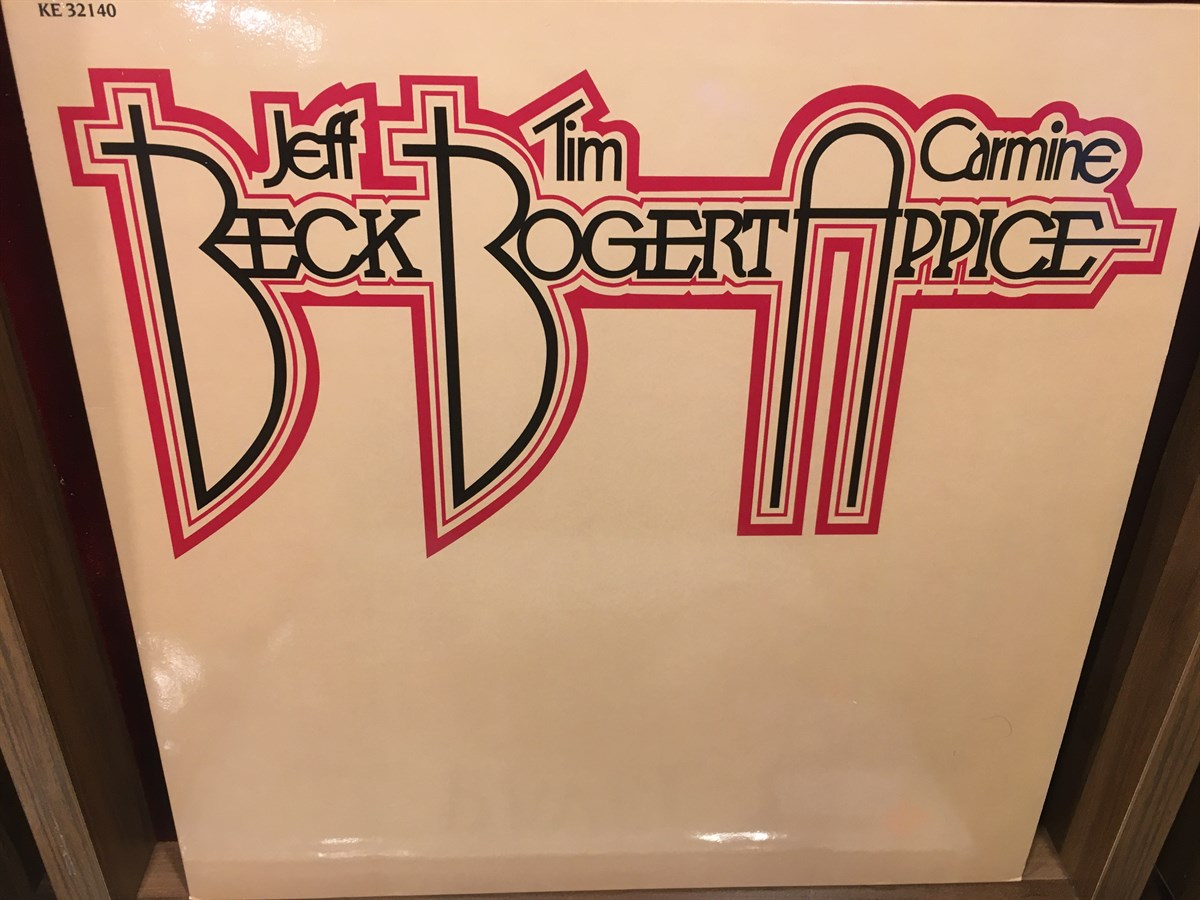 KE 32140
Jeff Tim Carmine
BECK BOGERT APPICE